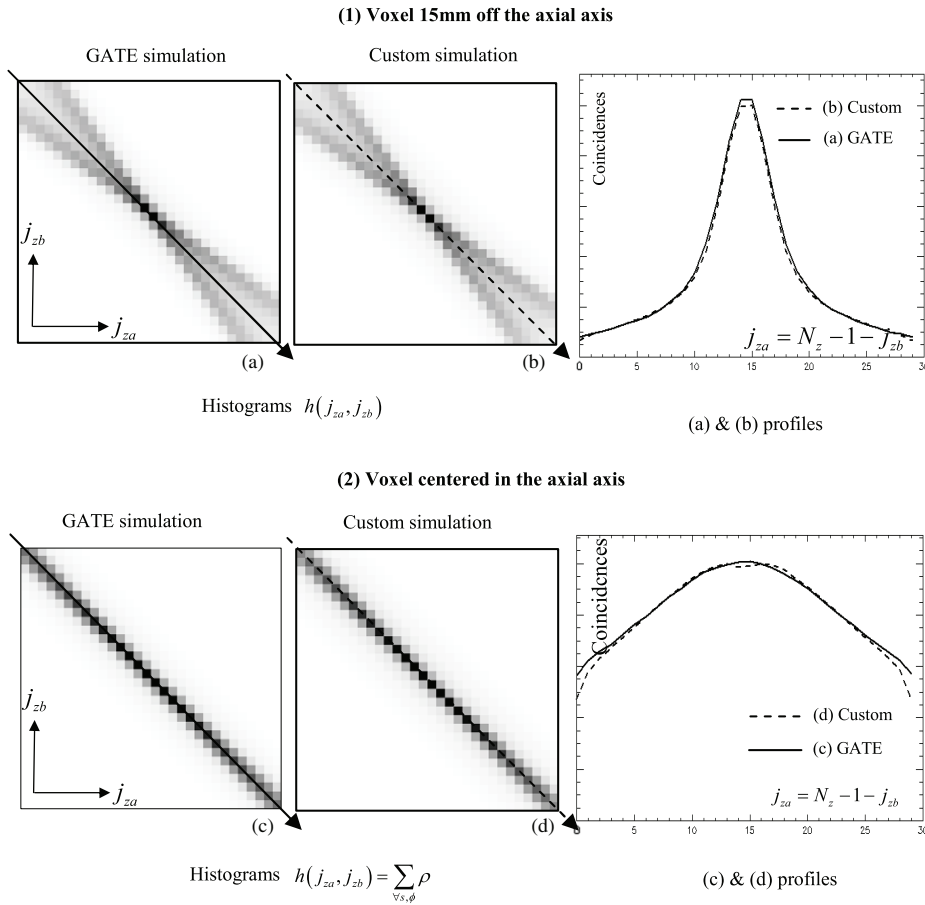 (1) Voxel 15mm off the axial axis
GATE simulation
Custom simulation
j_zb
j_za
(a)
(b)
Coincidences
(b) Custom
(a) GATE
j_za = N_z − 1 − j_zb
0 5 10 15 20 25 30
Histograms h(j_za, j_zb)
(a) & (b) profiles
(2) Voxel centered in the axial axis
GATE simulation
Custom simulation
j_zb
j_za
(c)
(d)
Coincidences
(d) Custom
(c) GATE
j_za = N_z − 1 − j_zb
0 5 10 15 20 25 30
Histograms h(j_za, j_zb) = ∑_∀s,ϕ ρ
(c) & (d) profiles